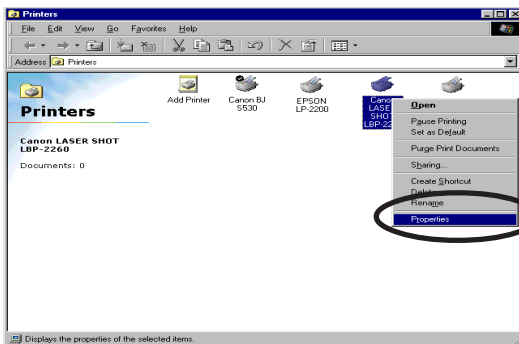 Printers
File Edit View Go Favorites Help
Address Printers
Printers
Canon LASER SHOT
LBP-2260
Documents: 0
Add Printer
Canon BJ
S530
EPSON
LP-2200
Canon
LASE
SHOT
LBP-22
Open
Pause Printing
Set as Default
Purge Print Documents
Sharing...
Create Shortcut
Delete
Rename
Properties
Displays the properties of the selected items.